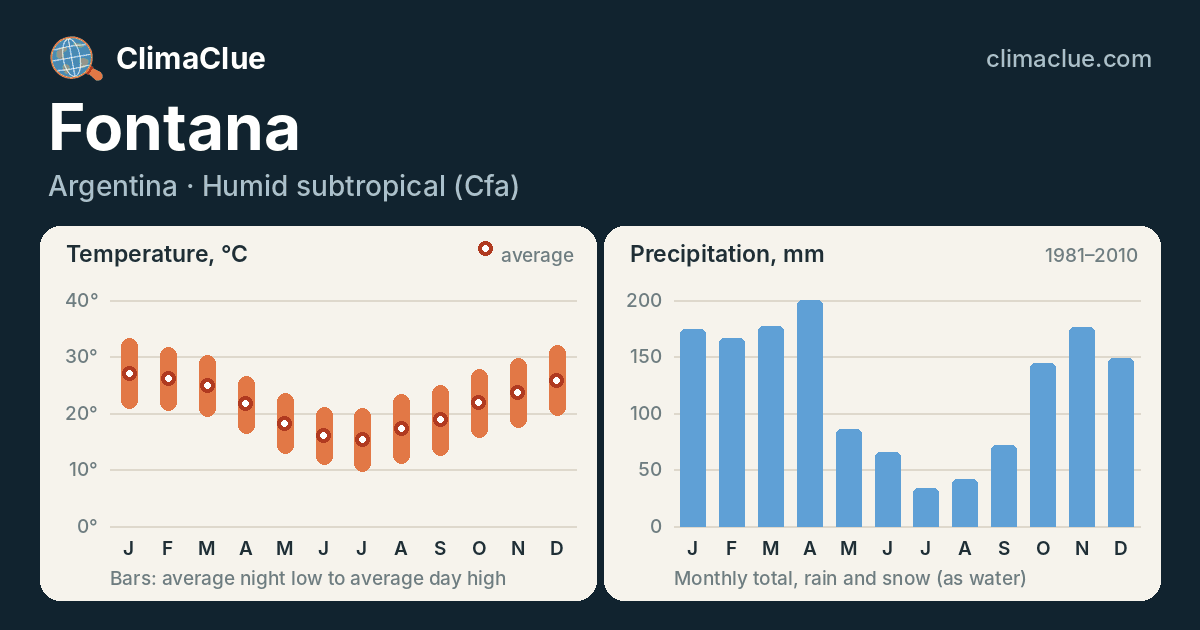 ClimaClue
climaclue.com
Fontana
Argentina · Humid subtropical (Cfa)
Temperature, °C
average
40°
30°
20°
10°
0°
J F M A M J J A S O N D
Bars: average night low to average day high
Precipitation, mm
1981–2010
200
150
100
50
0
J F M A M J J A S O N D
Monthly total, rain and snow (as water)